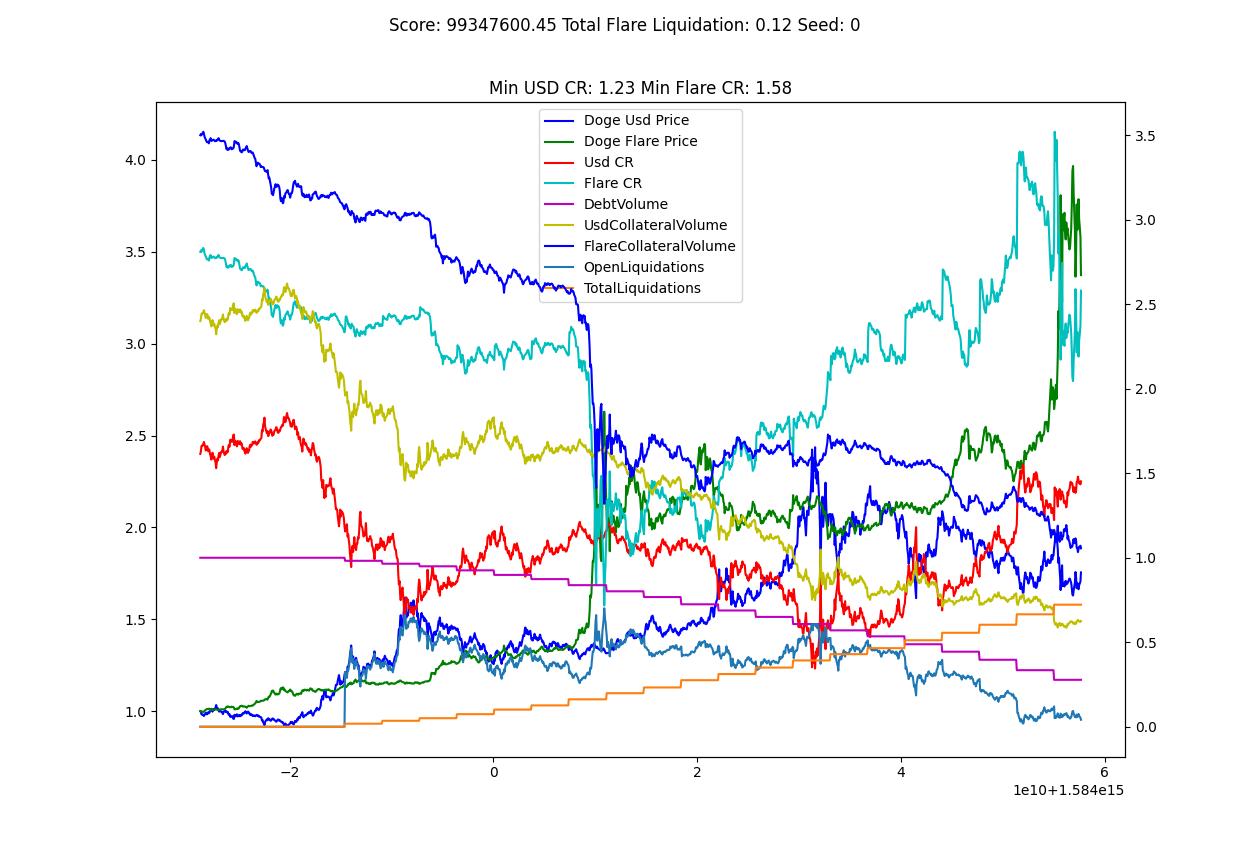 Score: 99347600.45 Total Flare Liquidation: 0.12 Seed: 0
Min USD CR: 1.23 Min Flare CR: 1.58
Doge Usd Price
Doge Flare Price
Usd CR
Flare CR
DebtVolume
UsdCollateralVolume
FlareCollateralVolume
OpenLiquidations
TotalLiquidations
4.0
3.5
3.0
2.5
2.0
1.5
1.0
3.5
3.0
2.5
2.0
1.5
1.0
0.5
0.0
−2
0
2
4
6
1e10+1.584e15